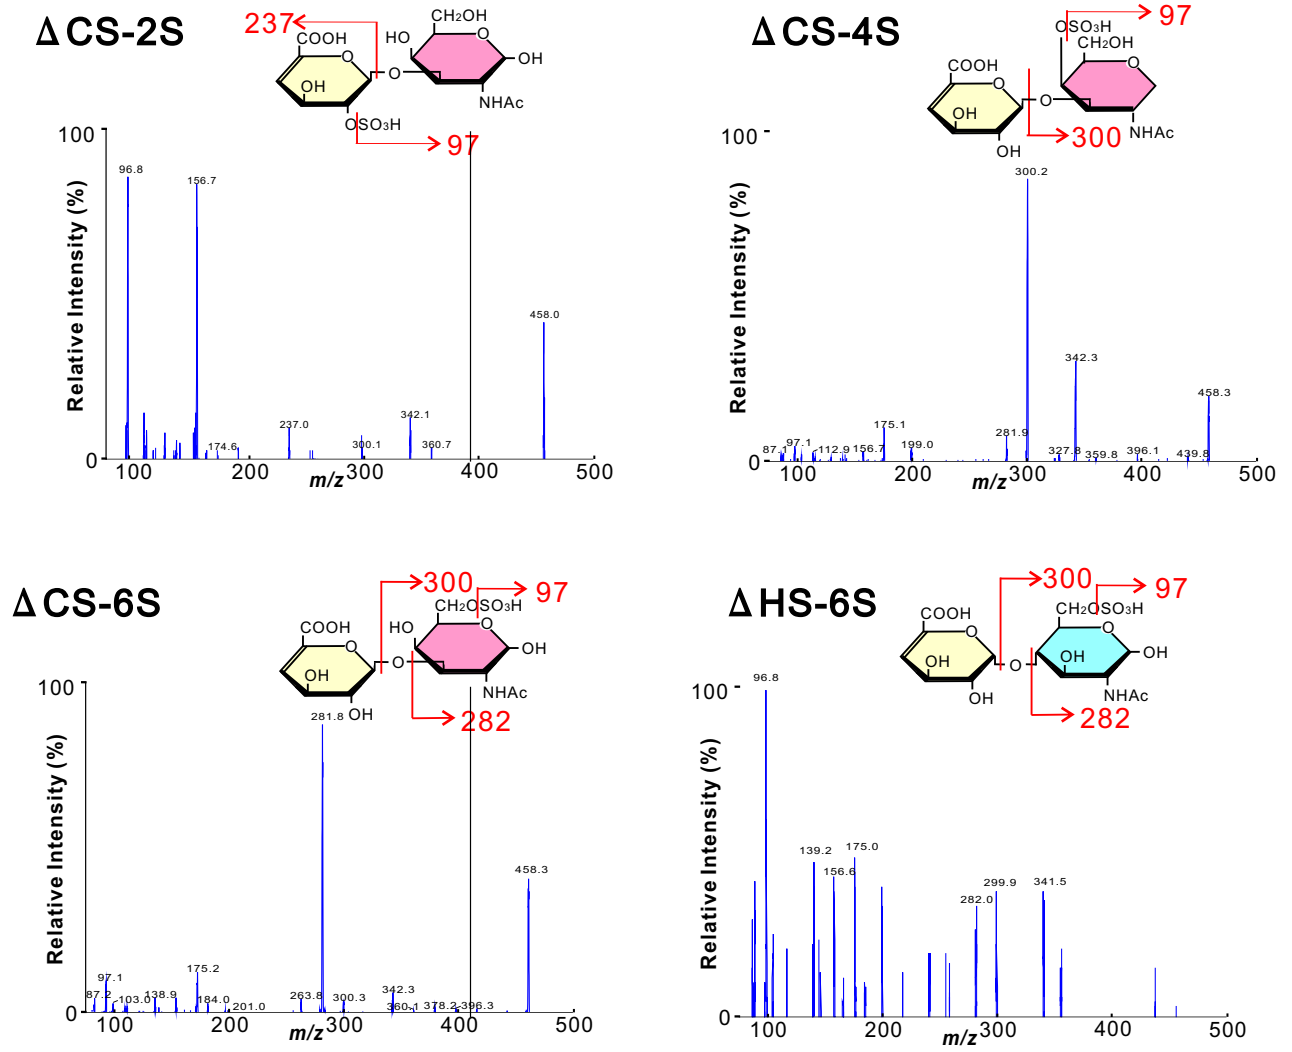 Δ CS-2S
237
COOH
O
OH
OSO₃H
97
O
CH₂OH
HO
O
OH
NHAc
100
Relative Intensity (%)
96.8
156.7
174.6
237.0
300.1
342.1
360.7
458.0
0
100
200
300
400
500
m/z
Δ CS-4S
97
OSO₃H
CH₂OH
O
COOH
O
OH
OH
O
300
NHAc
100
Relative Intensity (%)
87.1
97.1
112.9
156.7
175.1
199.0
281.9
300.2
327.8
342.3
359.8
396.1
439.8
458.3
0
100
200
300
400
500
m/z
Δ CS-6S
300
97
CH₂OSO₃H
HO
O
OH
COOH
O
OH
OH
O
NHAc
282
100
Relative Intensity (%)
87.2
97.1
103.0
138.9
175.2
184.0
201.0
263.8
281.8
300.3
342.3
360.1
378.2
396.3
458.3
0
100
200
300
400
500
m/z
Δ HS-6S
300
97
CH₂OSO₃H
O
OH
OH
COOH
O
OH
OH
O
NHAc
282
100
Relative Intensity (%)
96.8
139.2
156.6
175.0
282.0
299.9
341.5
0
100
200
300
400
500
m/z